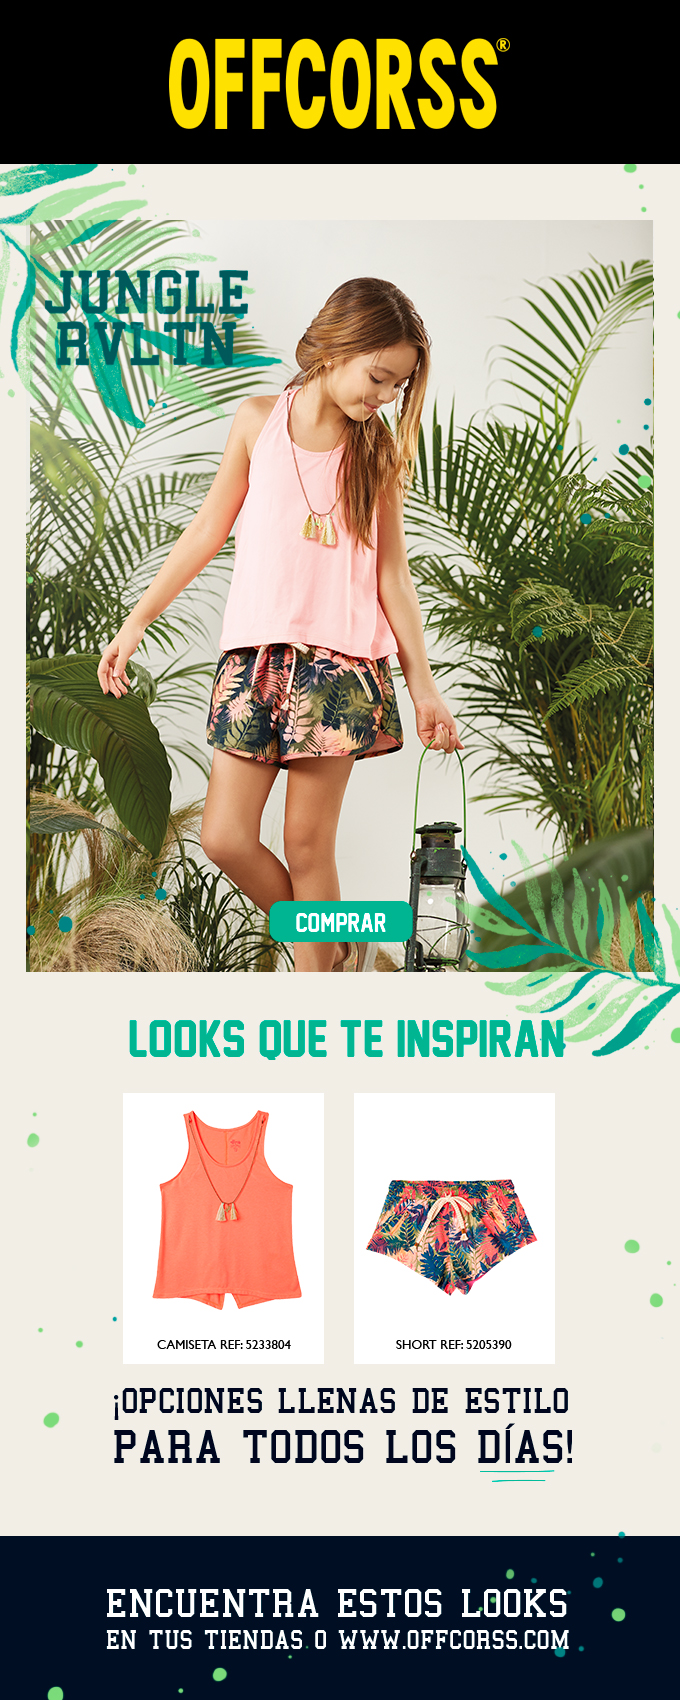 OFFCORSS®
JUNGLE
RVLTN
COMPRAR
LOOKS QUE TE INSPIRAN
CAMISETA REF: 5233804
SHORT REF: 5205390
¡OPCIONES LLENAS DE ESTILO
PARA TODOS LOS DÍAS!
ENCUENTRA ESTOS LOOKS
EN TUS TIENDAS O WWW.OFFCORSS.COM